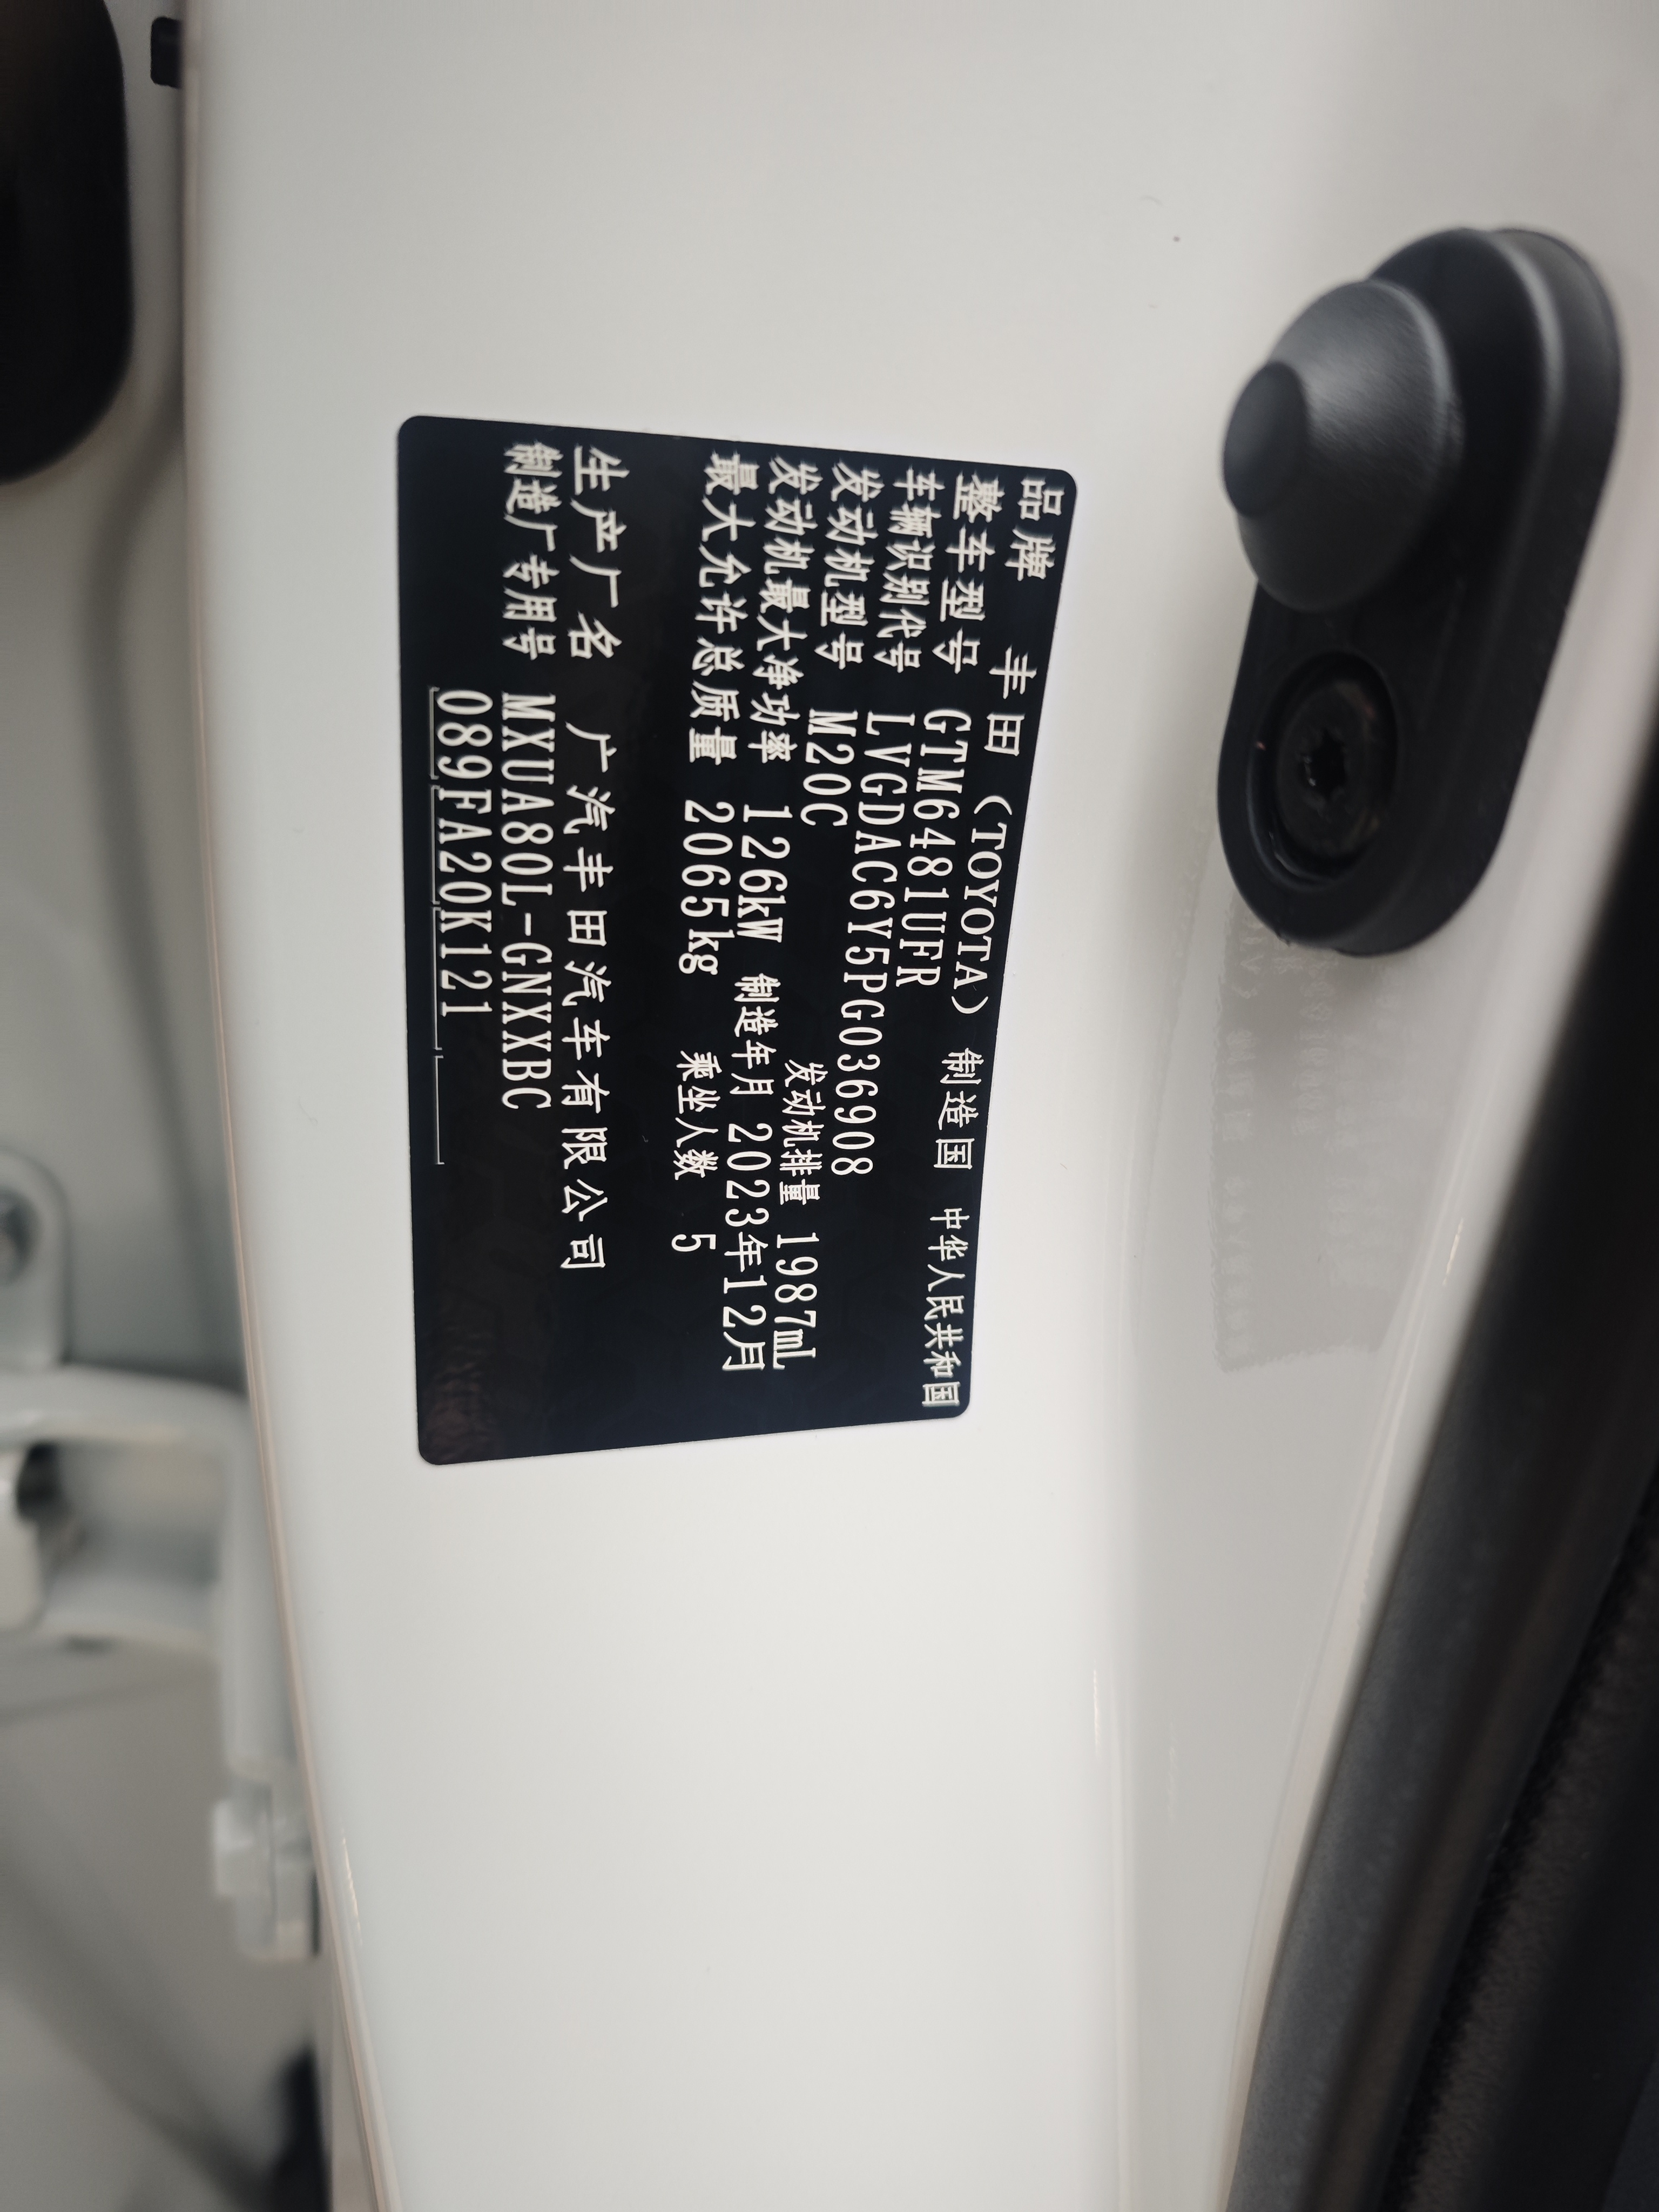 品牌 丰田（TOYOTA） 制造国 中华人民共和国
整车型号 GTM6481UFR
车辆识别代号 LVGDAC6Y5PG036908
发动机型号 M20C 发动机排量 1987mL
发动机最大净功率 126kW 制造年月 2023年12月
最大允许总质量 2065kg 乘坐人数 5
生产厂名 广汽丰田汽车有限公司
制造厂专用号 MXUA80L-GNXXBC
089FA20K121